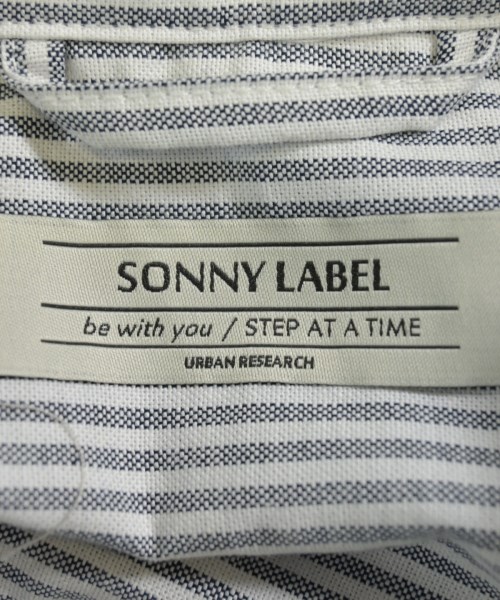 SONNY LABEL
be with you / STEP AT A TIME
URBAN RESEARCH